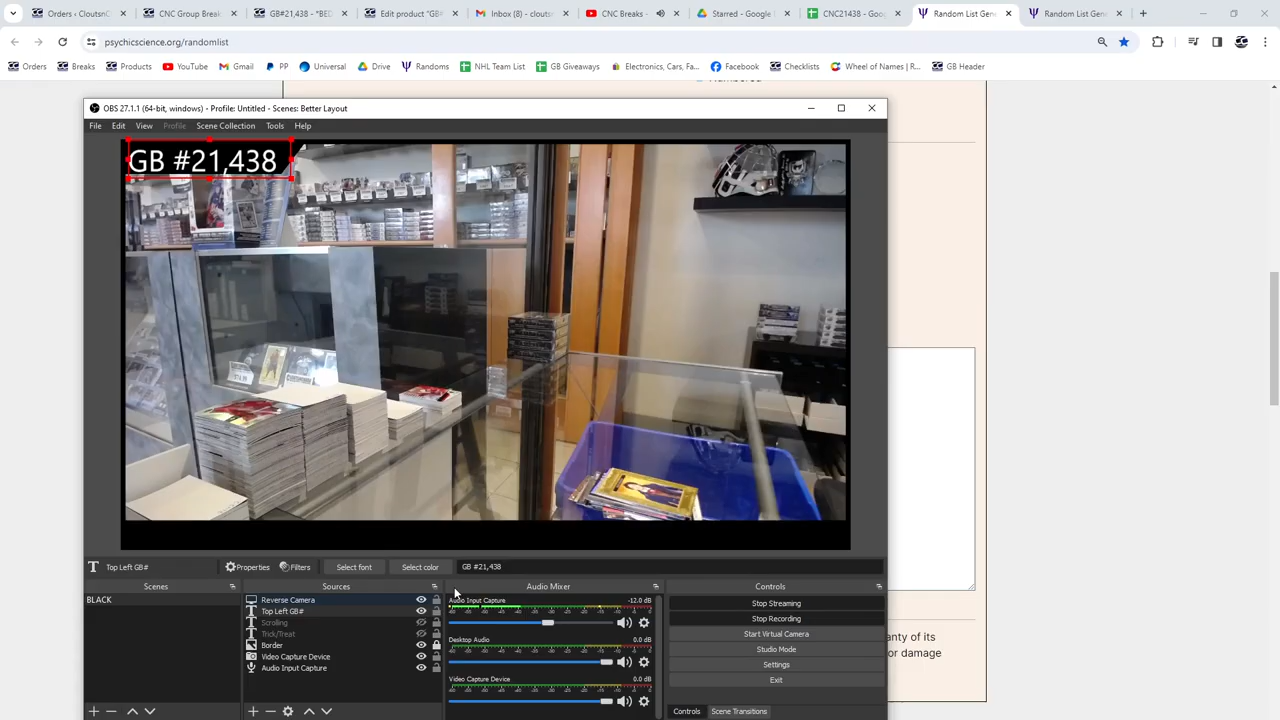 Orders ‹ CloutsnC
CNC Group Break
GB#21,438 - *BED
Edit product "G
Inbox (8) - clouts
CNC Breaks -
Starred - Google
CNC21438 - Goog
Random List Gene
Random List Gene
psychicscience.org/randomlist
Orders
Breaks
Products
YouTube
Gmail
PP
Universal
Drive
Randoms
NHL Team List
GB Giveaways
Electronics, Cars, Fa...
Facebook
Checklists
Wheel of Names | R...
GB Header
Numbered
OBS 27.1.1 (64-bit, windows) - Profile: Untitled - Scenes: Better Layout
File
Edit
View
Profile
Scene Collection
Tools
Help
GB #21,438
Top Left GB#
Properties
Filters
Select font
Select color
GB #21,438
Scenes
Sources
Audio Mixer
Controls
BLACK
Reverse Camera
Top Left GB#
Scrolling
Trick/Treat
Border
Video Capture Device
Audio Input Capture
Audio Input Capture
-12.0 dB
Desktop Audio
0.0 dB
Video Capture Device
0.0 dB
Stop Streaming
Stop Recording
Start Virtual Camera
Studio Mode
Settings
Exit
Controls
Scene Transitions
anty of its
or damage